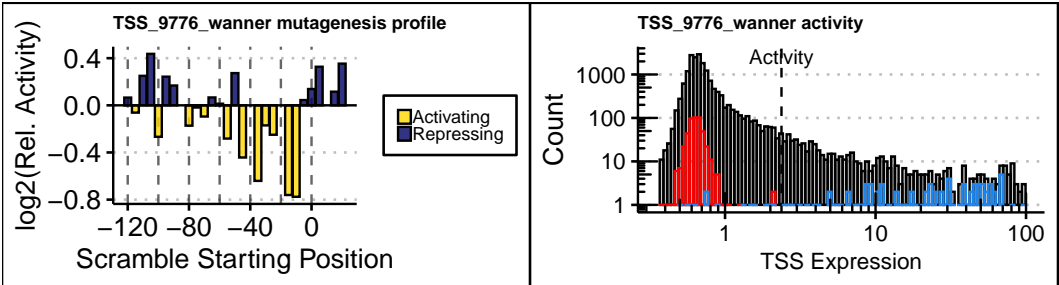 TSS_9776_wanner mutagenesis profile
log2(Rel. Activity)
0.4
0.0
−0.4
−0.8
−120
−80
−40
0
Scramble Starting Position
Activating
Repressing
TSS_9776_wanner activity
Activity
Count
1000
100
10
1
1
10
100
TSS Expression